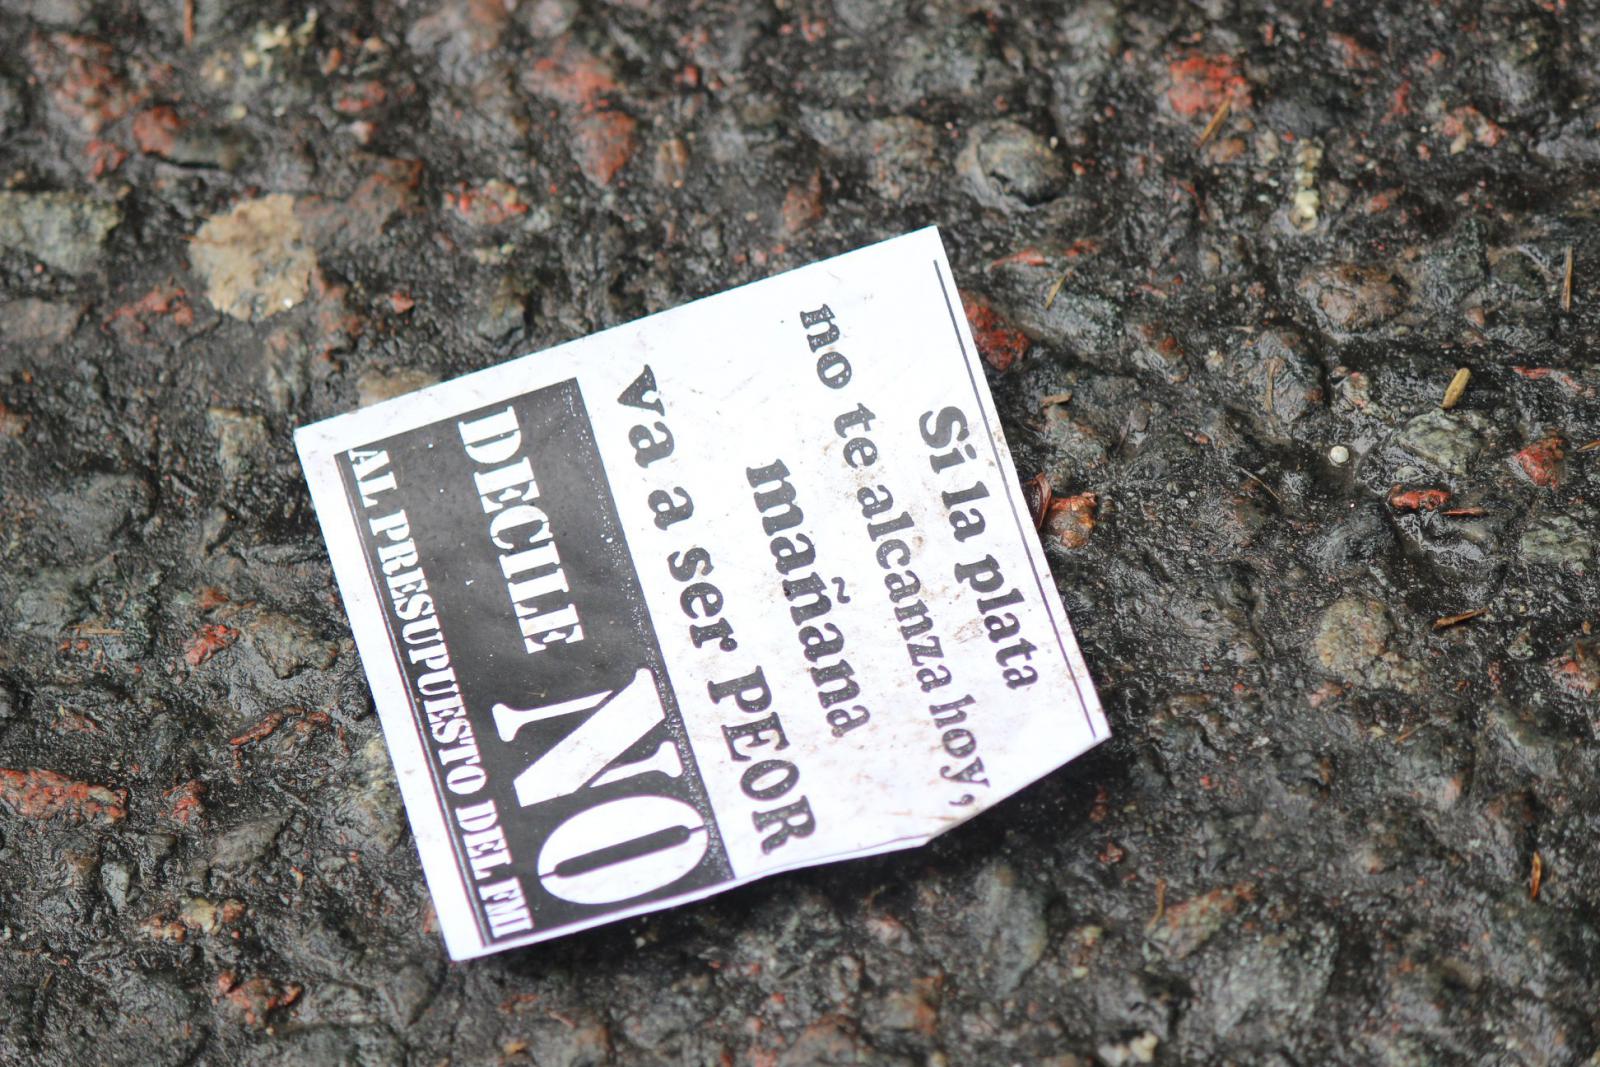 Si la plata
no te alcanza hoy,
mañana
va a ser PEOR
DECILE NO
AL PRESUPUESTO DEL FMI